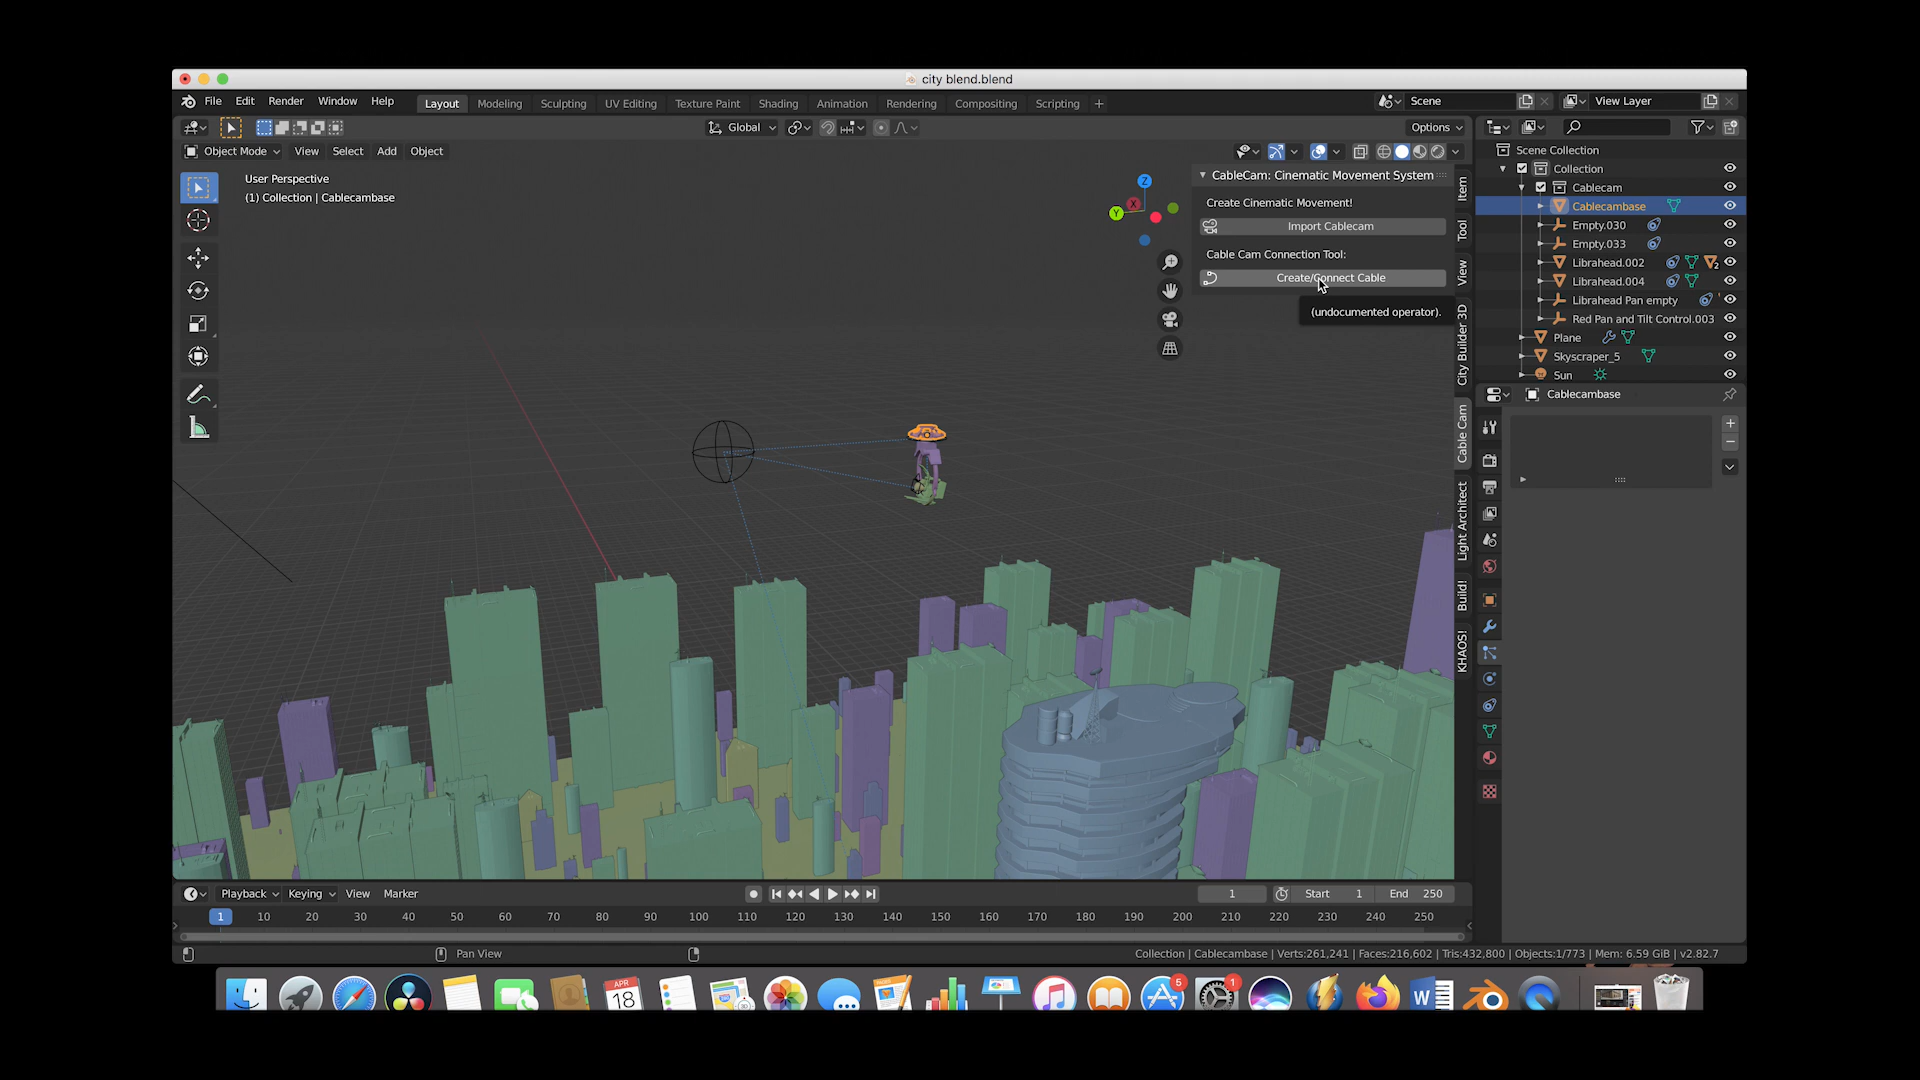 city blend.blend
File Edit Render Window Help
Layout Modeling Sculpting UV Editing Texture Paint Shading Animation Rendering Compositing Scripting +
Scene
View Layer
Global
Options
Object Mode View Select Add Object
User Perspective
(1) Collection | Cablecambase
Z
X
Y
CableCam: Cinematic Movement System
Create Cinematic Movement!
Import Cablecam
Cable Cam Connection Tool:
Create/Connect Cable
(undocumented operator).
Item
Tool
View
City Builder 3D
Cable Cam
Light Architect
Build!
KHAOS!
Scene Collection
Collection
Cablecam
Cablecambase
Empty.030
Empty.033
Librahead.002
2
Librahead.004
Librahead Pan empty
Red Pan and Tilt Control.003
Plane
Skyscraper_5
Sun
Cablecambase
Playback Keying View Marker
1
Start 1
End 250
1 10 20 30 40 50 60 70 80 90 100 110 120 130 140 150 160 170 180 190 200 210 220 230 240 250
Pan View
Collection | Cablecambase | Verts:261,241 | Faces:216,602 | Tris:432,800 | Objects:1/773 | Mem: 6.59 GiB | v2.82.7
APR
18
5
1
W